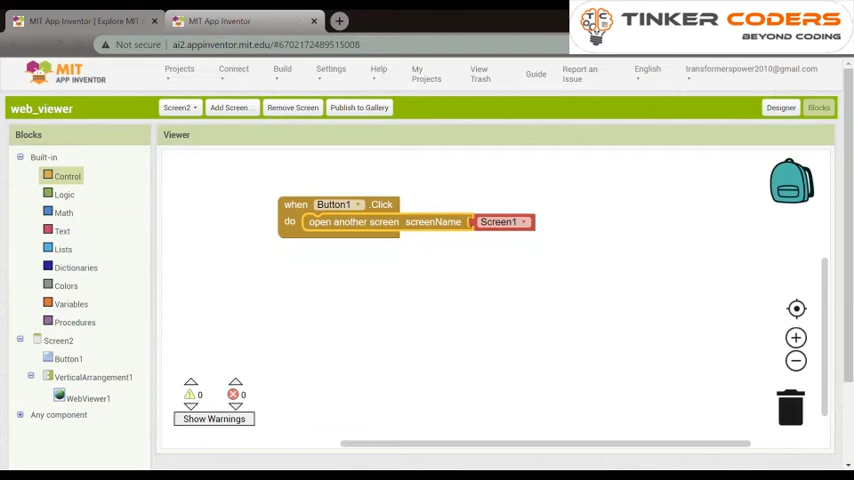 MIT App Inventor | Explore MIT A
MIT App Inventor
TINKER CODERS
BEYOND CODING
Not secure | ai2.appinventor.mit.edu/#6702172489515008
MIT
APP INVENTOR
Projects
Connect
Build
Settings
Help
My
Projects
View
Trash
Guide
Report an
Issue
English
transformerspower2010@gmail.com
web_viewer
Screen2
Add Screen ...
Remove Screen
Publish to Gallery
Designer
Blocks
Blocks
Viewer
Built-in
Control
Logic
Math
Text
Lists
Dictionaries
Colors
Variables
Procedures
Screen2
Button1
VerticalArrangement1
WebViewer1
Any component
when Button1 .Click
do open another screen screenName Screen1
0 0
Show Warnings